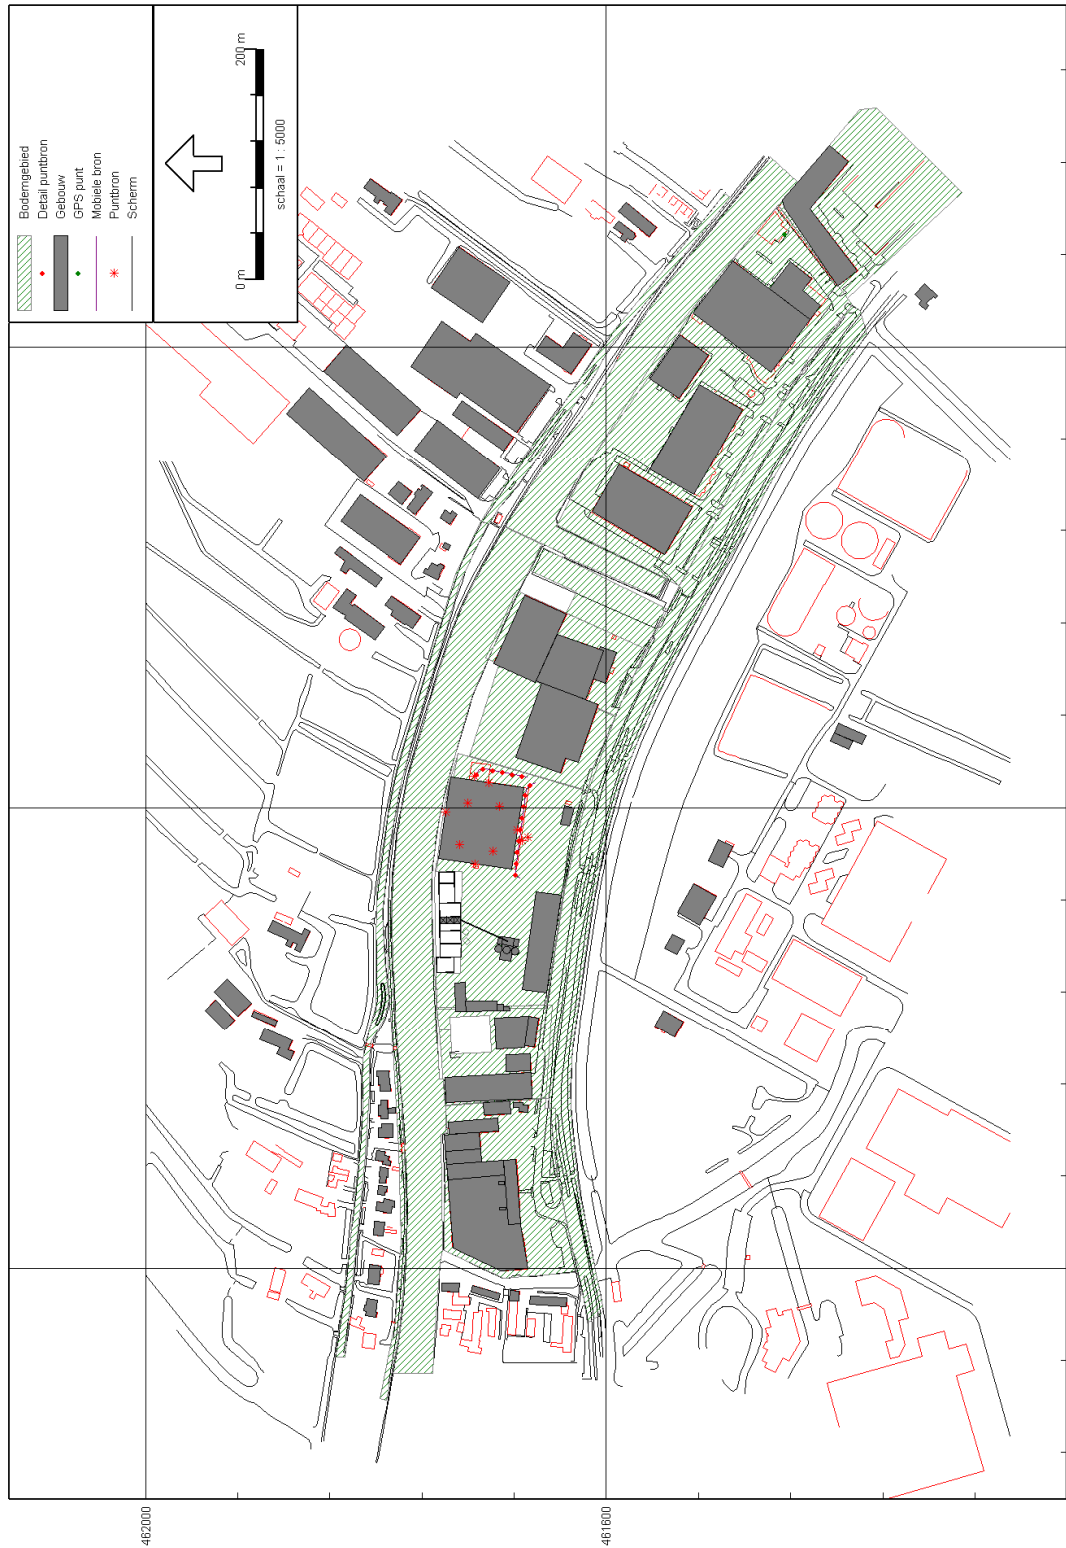 Bodemgebied
Detail puntbron
Gebouw
GPS punt
Mobiele bron
Puntbron
Scherm
0 m
200 m
schaal = 1 : 5000
462000
461600